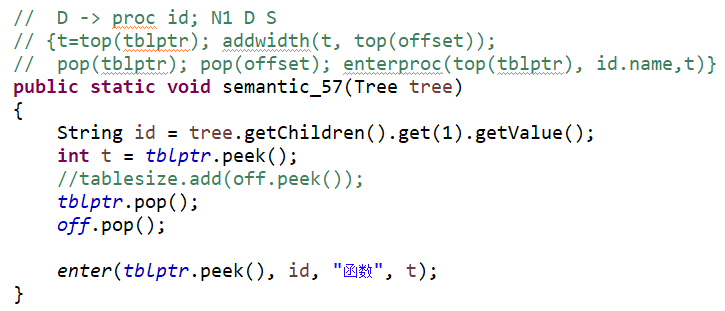 //  D -> proc id; N1 D S
// {t=top(tblptr); addwidth(t, top(offset));
//  pop(tblptr); pop(offset); enterproc(top(tblptr), id.name,t)}
public static void semantic_57(Tree tree)
{
    String id = tree.getChildren().get(1).getValue();
    int t = tblptr.peek();
    //tablesize.add(off.peek());
    tblptr.pop();
    off.pop();

    enter(tblptr.peek(), id, "函数", t);
}